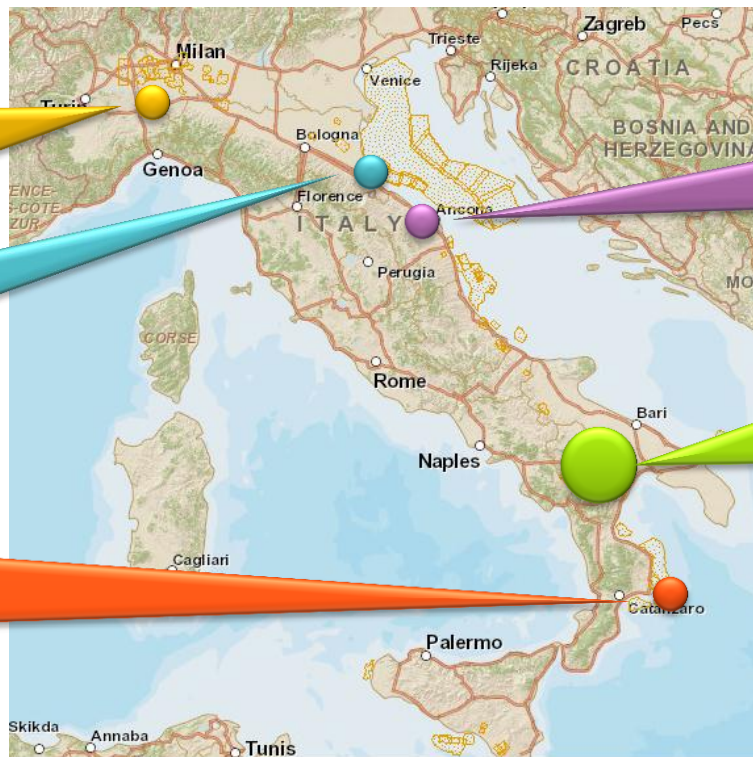 Zagreb
Pecs
Milan
Trieste
Rijeka
Venice
CROATIA
Bologna
BOSNIA AND
HERZEGOVINA
Genoa
Florence
Ancona
ITALY
Perugia
CORSE
Rome
Bari
Naples
Cagliari
Catanzaro
Palermo
Skikda
Annaba
Tunis